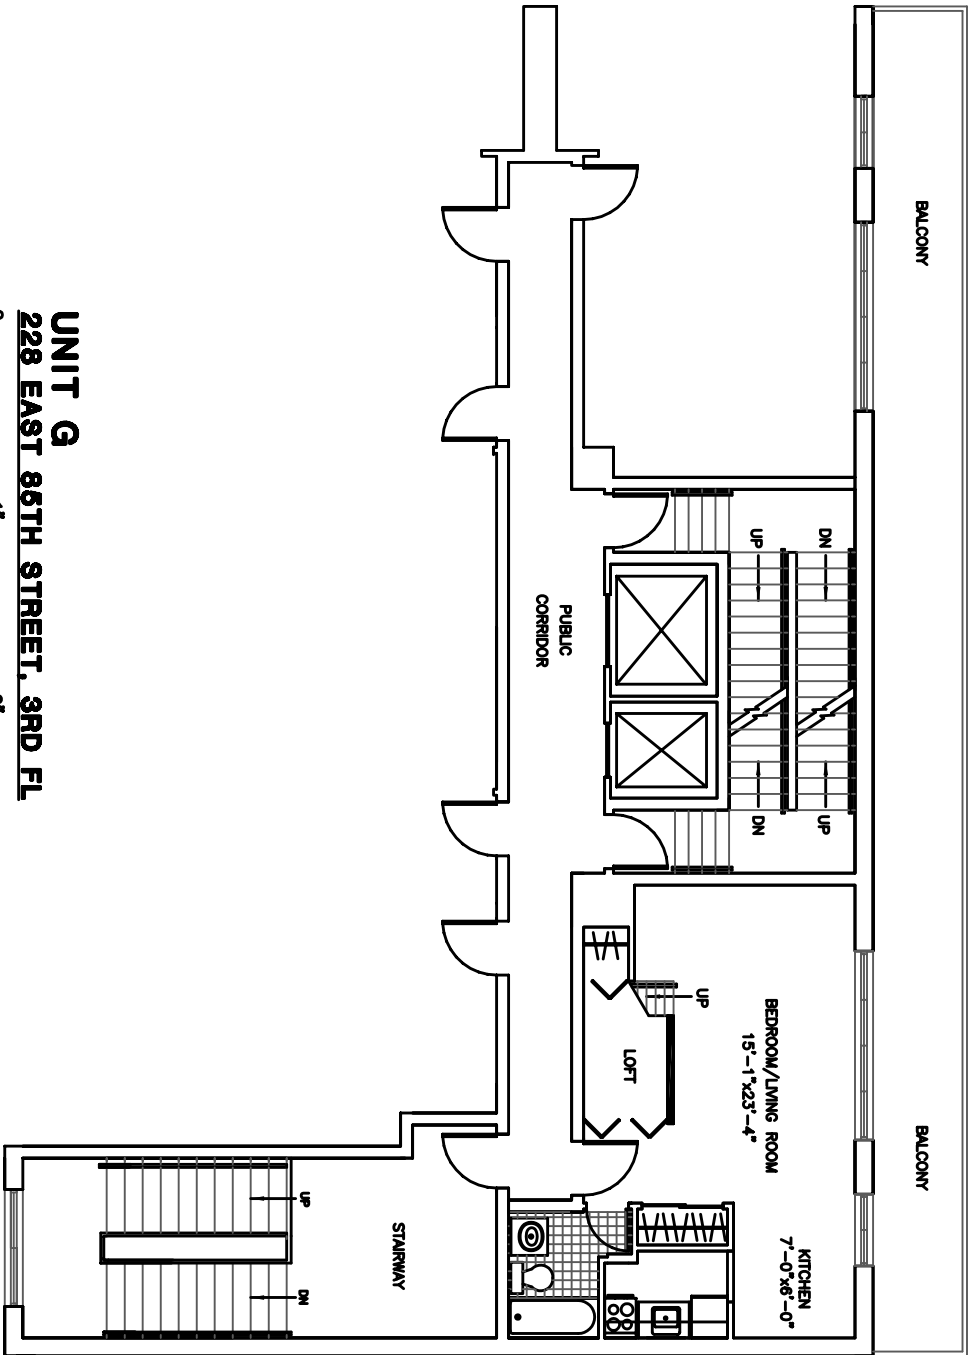 BALCONY
BALCONY
UP
DN
DN
UP
PUBLIC
CORRIDOR
UP
LOFT
BEDROOM/LIVING ROOM
15'-1"x23'-4"
KITCHEN
7'-0"x6'-0"
STAIRWAY
UP
DN
UNIT G
228 EAST 85TH STREET, 3RD FL